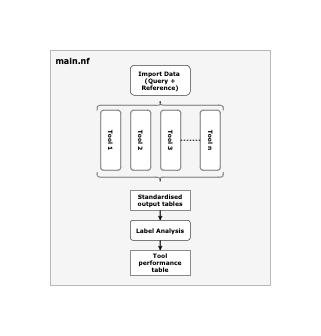 main.nf
Import Data
(Query +
Reference)
Tool 1
Tool 2
Tool 3
Tool n
Standardised
output tables
Label Analysis
Tool
performance
table